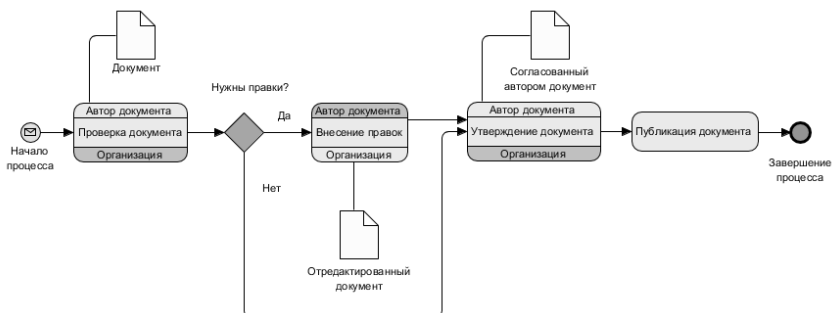 Документ
Согласованный
автором документ
Нужны правки?
Автор документа
Проверка документа
Организация
Да
Автор документа
Внесение правок
Организация
Автор документа
Утверждение документа
Организация
Публикация документа
Начало
процесса
Завершение
процесса
Нет
Отредактированный
документ